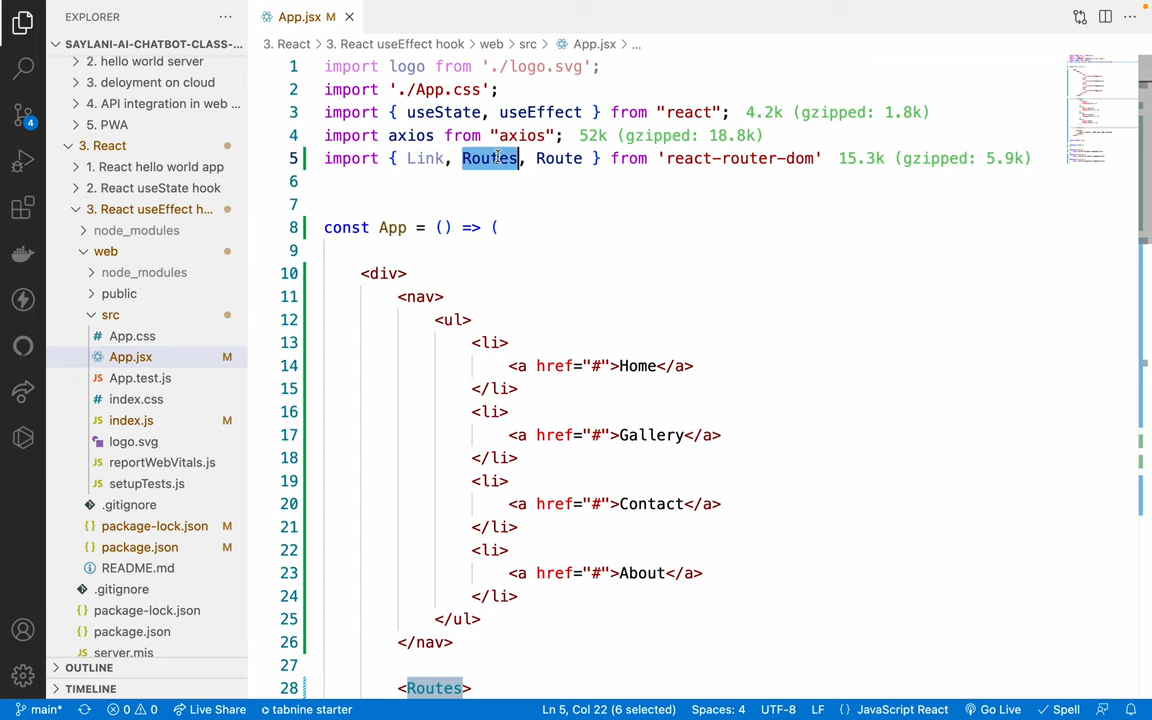 EXPLORER
SAYLANI-AI-CHATBOT-CLASS-...
2. hello world server
3. deloyment on cloud
4. API integration in web ...
5. PWA
3. React
1. React hello world app
2. React useState hook
3. React useEffect h...
node_modules
web
node_modules
public
src
# App.css
App.jsx M
JS App.test.js
# index.css
JS index.js M
logo.svg
JS reportWebVitals.js
JS setupTests.js
.gitignore
{} package-lock.json M
{} package.json M
README.md
.gitignore
{} package-lock.json
{} package.json
server.mjs
OUTLINE
TIMELINE
4
App.jsx M
3. React > 3. React useEffect hook > web > src > App.jsx > ...
1 import logo from './logo.svg';
2 import './App.css';
3 import { useState, useEffect } from "react"; 4.2k (gzipped: 1.8k)
4 import axios from "axios"; 52k (gzipped: 18.8k)
5 import { Link, Routes, Route } from 'react-router-dom' 15.3k (gzipped: 5.9k)
6
7
8 const App = () => (
9
10 <div>
11 <nav>
12 <ul>
13 <li>
14 <a href="#">Home</a>
15 </li>
16 <li>
17 <a href="#">Gallery</a>
18 </li>
19 <li>
20 <a href="#">Contact</a>
21 </li>
22 <li>
23 <a href="#">About</a>
24 </li>
25 </ul>
26 </nav>
27
28 <Routes>
main* 0 0 Live Share tabnine starter Ln 5, Col 22 (6 selected) Spaces: 4 UTF-8 LF {} JavaScript React Go Live Spell